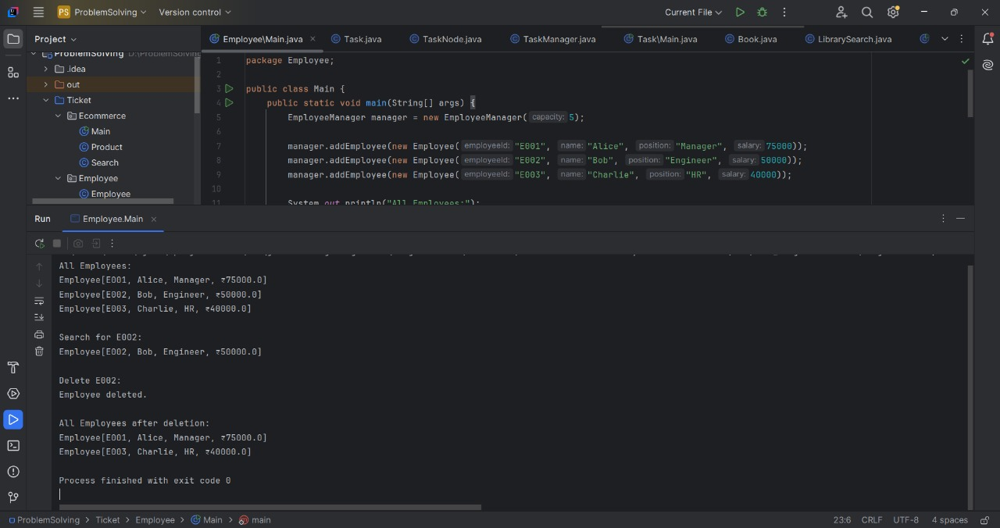 PS ProblemSolving Version control Current File
Project
Employee\Main.java Task.java TaskNode.java TaskManager.java Task\Main.java Book.java LibrarySearch.java
ProblemSolving D:\ProblemSolving
.idea
out
Ticket
Ecommerce
Main
Product
Search
Employee
Employee
1 package Employee;
2
3 public class Main {
4 public static void main(String[] args) {
5 EmployeeManager manager = new EmployeeManager( capacity: 5);
6
7 manager.addEmployee(new Employee( employeeId: "E001", name: "Alice", position: "Manager", salary: 75000));
8 manager.addEmployee(new Employee( employeeId: "E002", name: "Bob", position: "Engineer", salary: 50000));
9 manager.addEmployee(new Employee( employeeId: "E003", name: "Charlie", position: "HR", salary: 40000));
10
11 System.out.println("All Employees:");
Run Employee.Main
All Employees:
Employee[E001, Alice, Manager, ₹75000.0]
Employee[E002, Bob, Engineer, ₹50000.0]
Employee[E003, Charlie, HR, ₹40000.0]
Search for E002:
Employee[E002, Bob, Engineer, ₹50000.0]
Delete E002:
Employee deleted.
All Employees after deletion:
Employee[E001, Alice, Manager, ₹75000.0]
Employee[E003, Charlie, HR, ₹40000.0]
Process finished with exit code 0
ProblemSolving > Ticket > Employee > Main > main 23:6 CRLF UTF-8 4 spaces